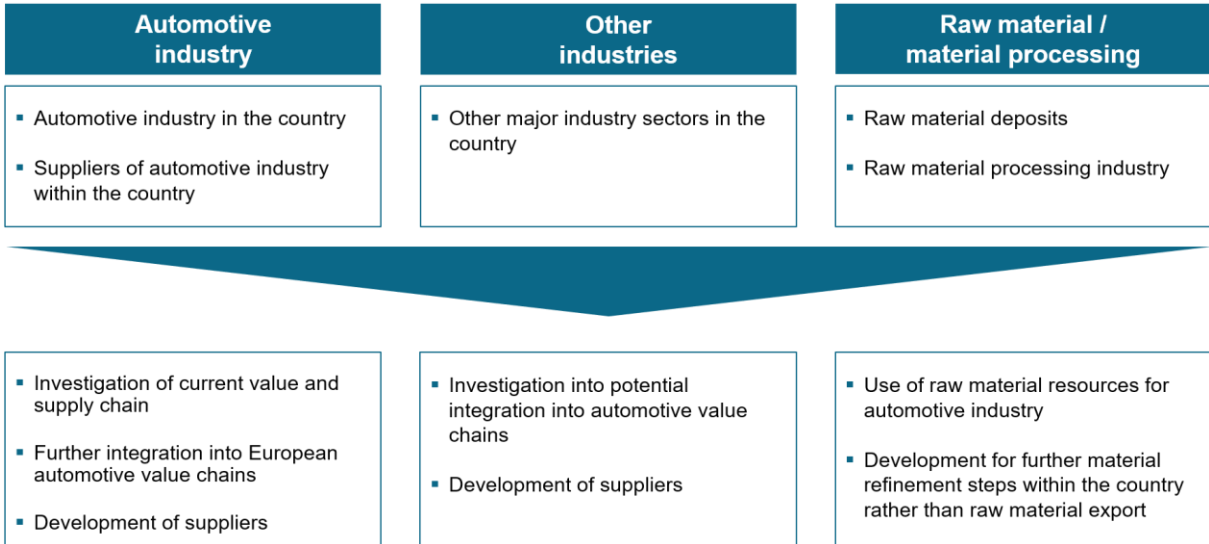 Automotive
industry
Other
industries
Raw material /
material processing
▪ Automotive industry in the country
▪ Suppliers of automotive industry
within the country
▪ Other major industry sectors in the
country
▪ Raw material deposits
▪ Raw material processing industry
▪ Investigation of current value and
supply chain
▪ Further integration into European
automotive value chains
▪ Development of suppliers
▪ Investigation into potential
integration into automotive value
chains
▪ Development of suppliers
▪ Use of raw material resources for
automotive industry
▪ Development for further material
refinement steps within the country
rather than raw material export